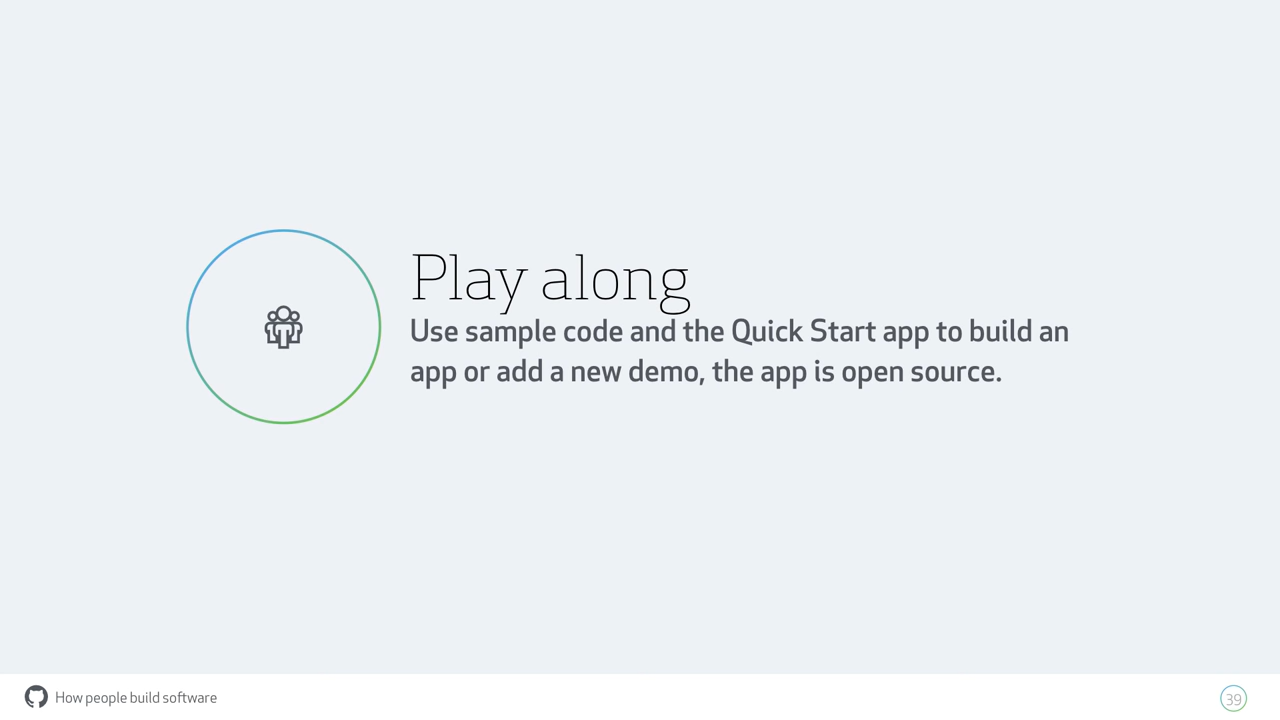 Play along
Use sample code and the Quick Start app to build an
app or add a new demo, the app is open source.
How people build software
39